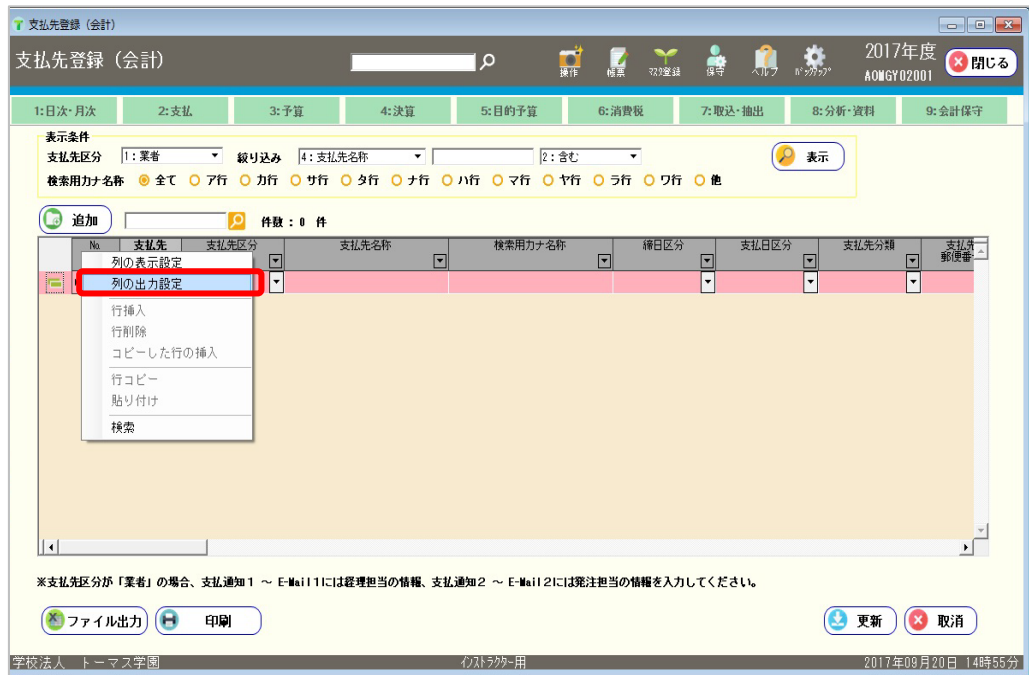 支払先登録（会計）
支払先登録（会計）
操作 帳票 ﾏｽﾀ登録 保守 ヘルプ ﾊﾞｯｸｱｯﾌﾟ
2017年度
AOMGY02001
閉じる
1:日次･月次 2:支払 3:予算 4:決算 5:目的予算 6:消費税 7:取込･抽出 8:分析･資料 9:会計保守
表示条件
支払先区分 1：業者 絞り込み 4：支払先名称 2：含む 表示
検索用カナ名称 全て ア行 カ行 サ行 タ行 ナ行 ハ行 マ行 ヤ行 ラ行 ワ行 他
追加 件数： 0 件
No. 支払先 支払先区分 支払先名称 検索用カナ名称 締日区分 支払日区分 支払先分類 支払先
郵便番
列の表示設定
列の出力設定
行挿入
行削除
コピーした行の挿入
行コピー
貼り付け
検索
※支払先区分が「業者」の場合、支払通知１ ～ E-Mail１には経理担当の情報、支払通知２ ～ E-Mail２には発注担当の情報を入力してください。
ファイル出力 印刷 更新 取消
学校法人　トーマス学園 ｲﾝｽﾄﾗｸﾀｰ用 2017年09月20日 14時55分